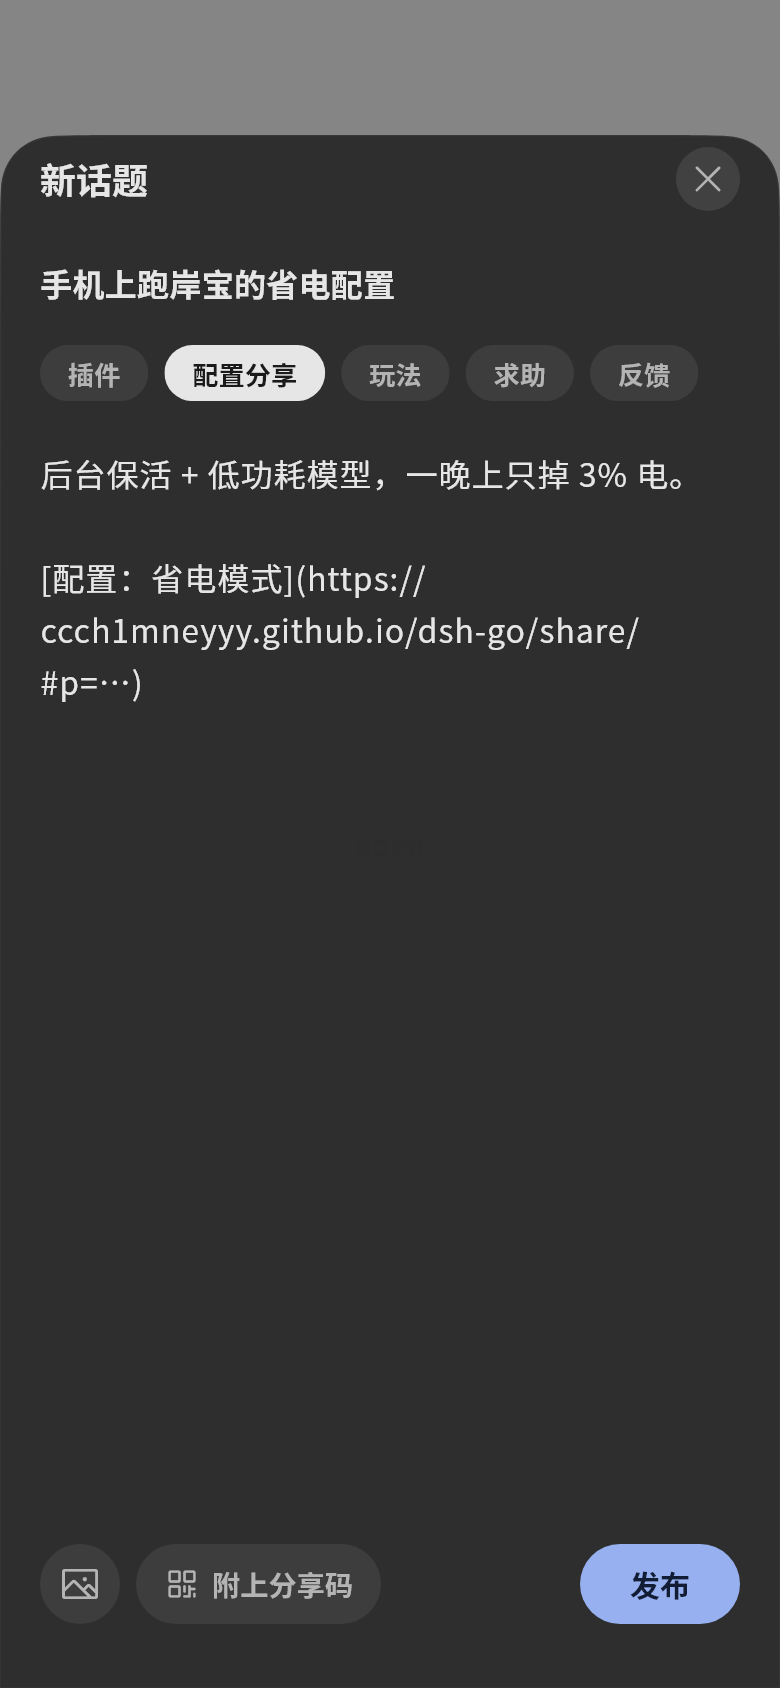 新话题
手机上跑岸宝的省电配置
插件 配置分享 玩法 求助 反馈
后台保活 + 低功耗模型，一晚上只掉 3% 电。
[配置：省电模式](https://
ccch1mneyyy.github.io/dsh-go/share/
#p=…)
附上分享码 发布